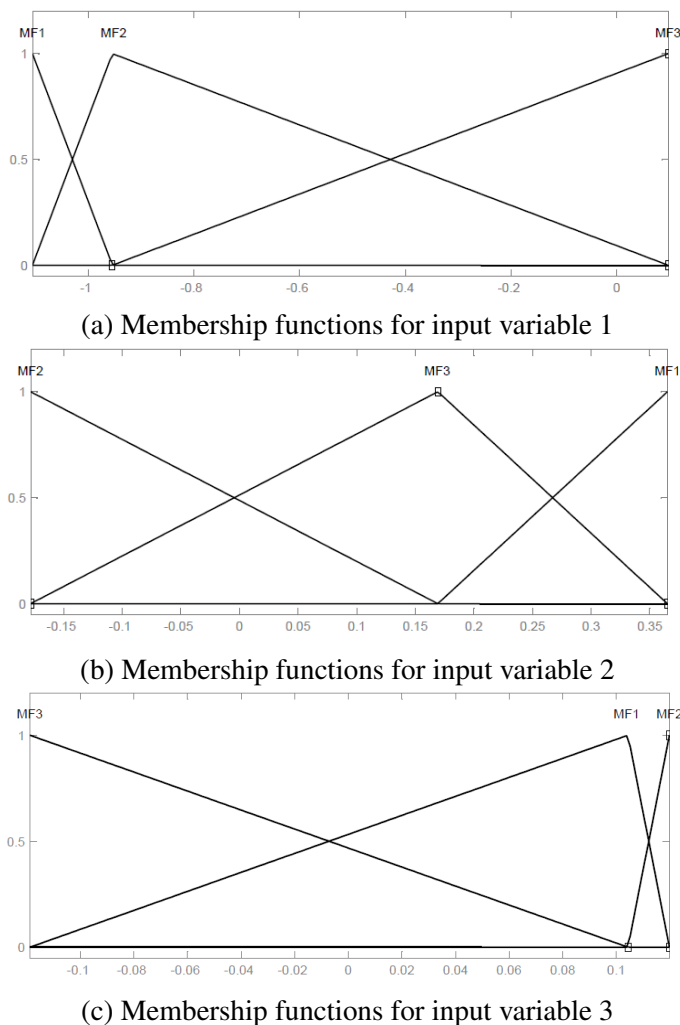 MF1 MF2 MF3
1
0.5
0
-1 -0.8 -0.6 -0.4 -0.2 0
(a) Membership functions for input variable 1
MF2 MF3 MF1
1
0.5
0
-0.15 -0.1 -0.05 0 0.05 0.1 0.15 0.2 0.25 0.3 0.35
(b) Membership functions for input variable 2
MF3 MF1 MF2
1
0.5
0
-0.1 -0.08 -0.06 -0.04 -0.02 0 0.02 0.04 0.06 0.08 0.1
(c) Membership functions for input variable 3